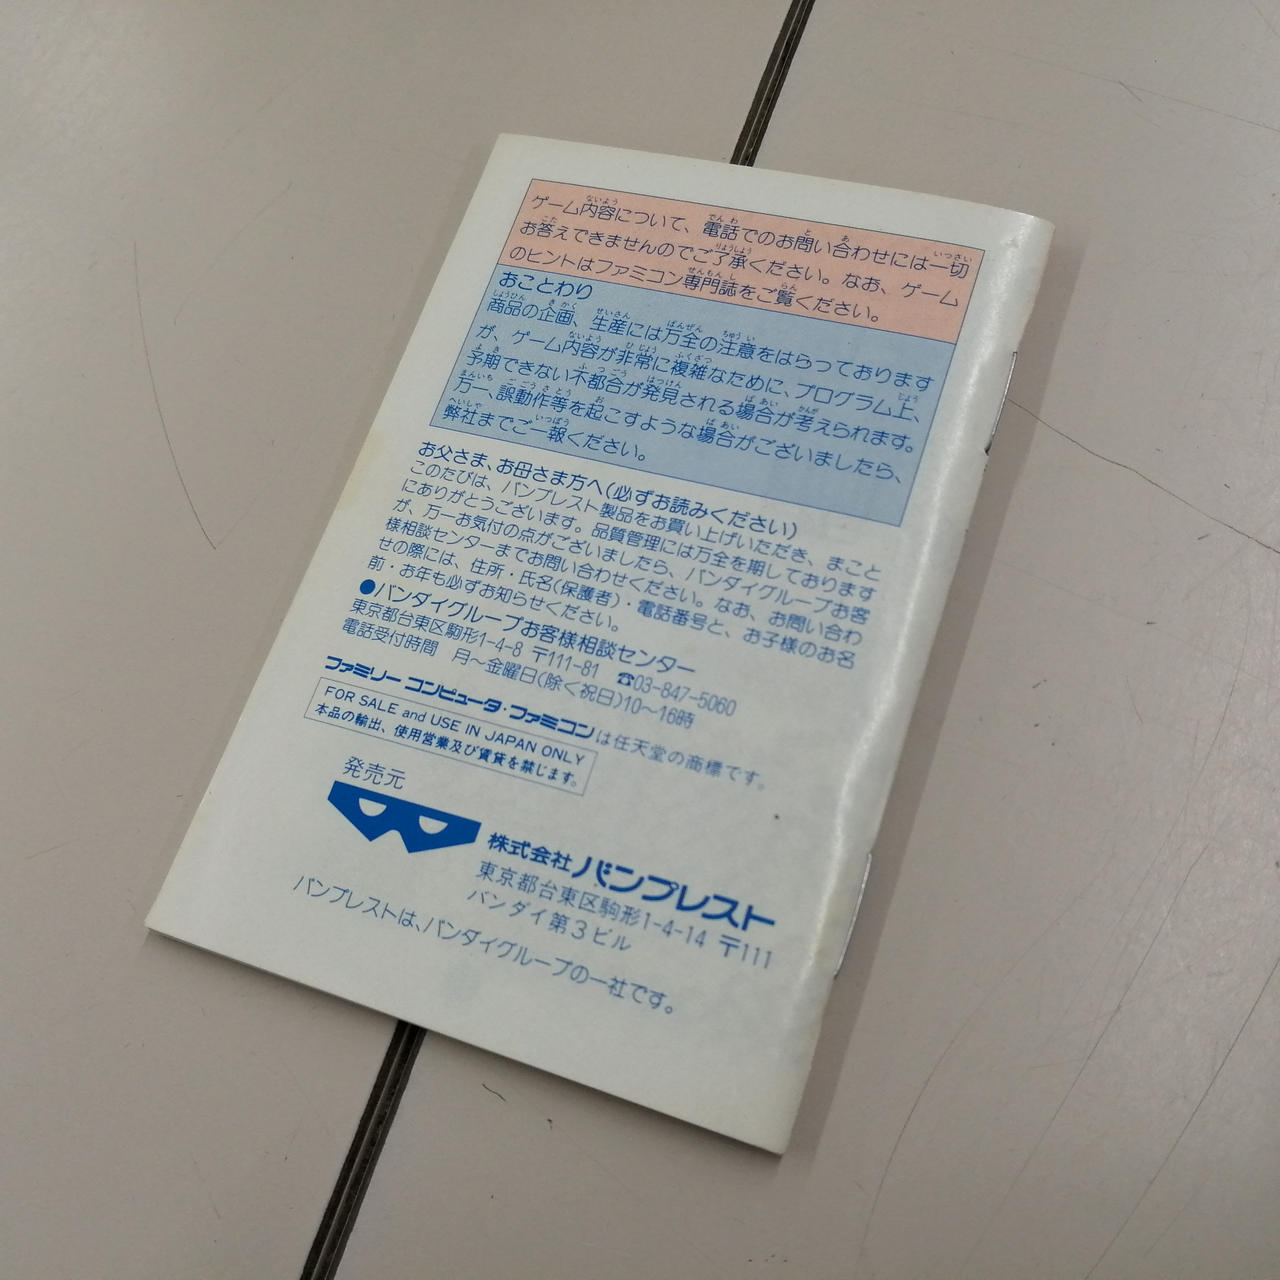 ゲーム内容について、電話でのお問い合わせには一切
お答えできませんのでご了承ください。なお、ゲーム
のヒントはファミコン専門誌をご覧ください。
おことわり
商品の企画、生産には万全の注意をはらっております
が、ゲーム内容が非常に複雑なために、プログラム上、
予期できない不都合が発見される場合が考えられます。
万一、誤動作等を起こすような場合がございましたら、
弊社までご一報ください。
お父さま、お母さま方へ(必ずお読みください)
このたびは、バンプレスト製品をお買い上げいただき、まこと
にありがとうございます。品質管理には万全を期しております
が、万一お気付の点がございましたら、バンダイグループお客
様相談センターまでお問い合わせください。なお、お問い合わ
せの際には、住所・氏名(保護者)・電話番号と、お子様のお名
前・お年も必ずお知らせください。
●バンダイグループお客様相談センター
東京都台東区駒形1-4-8 〒111-81 ☎03-847-5060
電話受付時間 月〜金曜日(除く祝日)10〜16時
ファミリーコンピュータ・ファミコンは任天堂の商標です。
FOR SALE and USE IN JAPAN ONLY
本品の輸出、使用営業及び賃貸を禁じます。
発売元
株式会社バンプレスト
東京都台東区駒形1-4-14 〒111
バンダイ第3ビル
バンプレストは、バンダイグループの一社です。